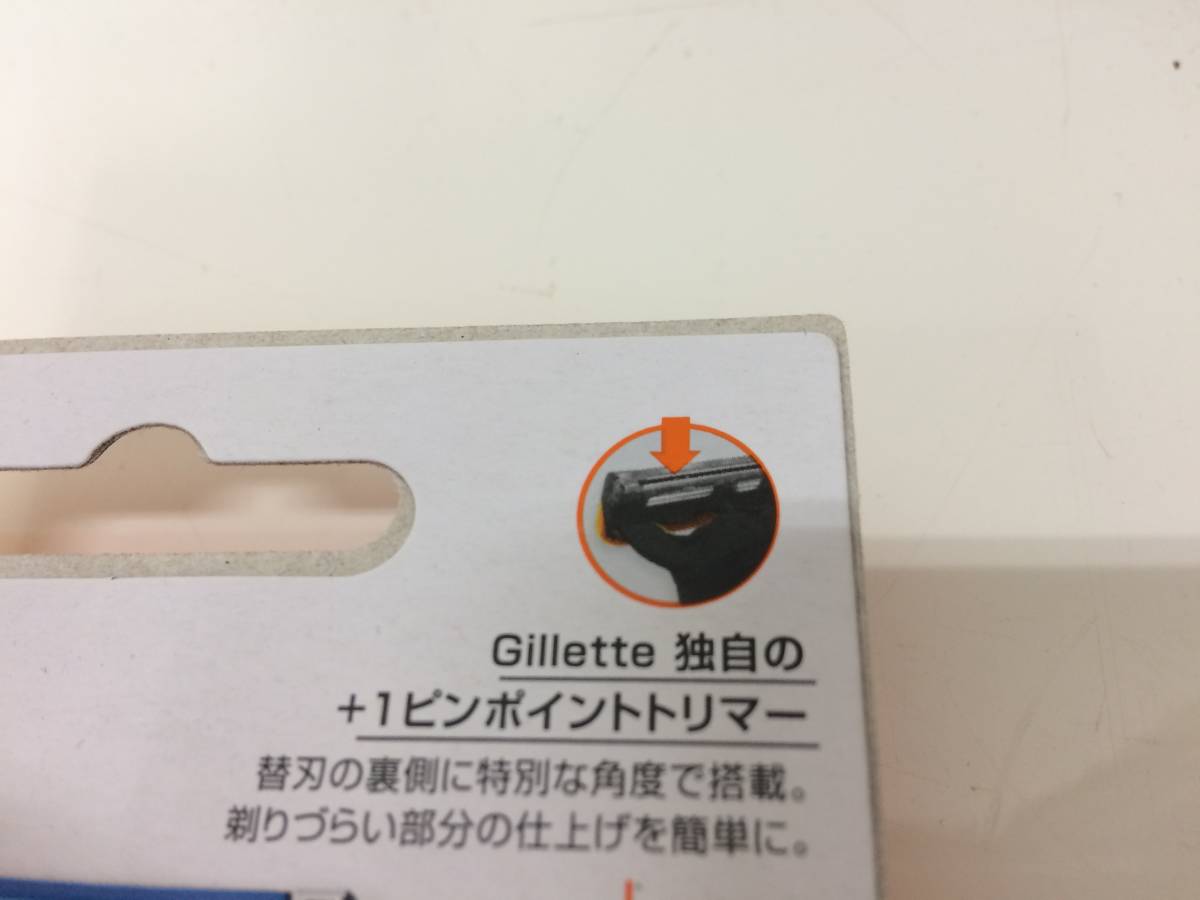 Gillette 独自の
+1ピンポイントトリマー
替刃の裏側に特別な角度で搭載。
剃りづらい部分の仕上げを簡単に。